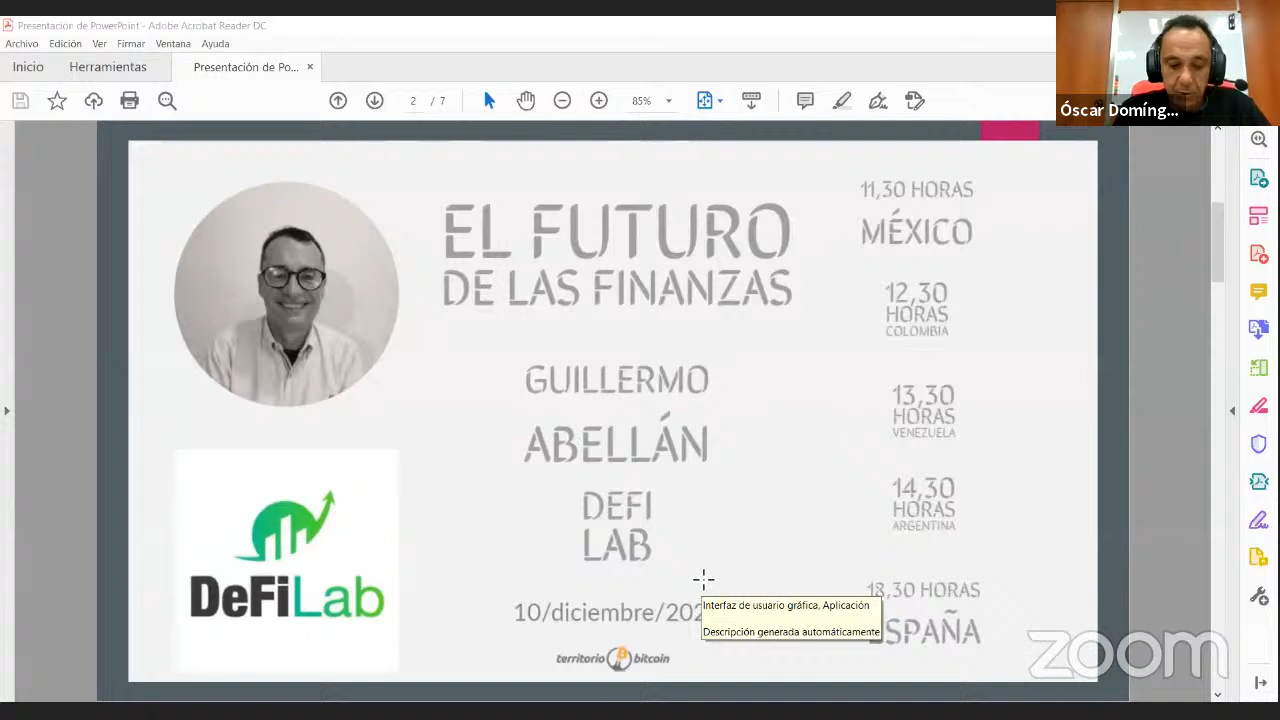 Presentación de PowerPoint - Adobe Acrobat Reader DC
Archivo Edición Ver Firmar Ventana Ayuda
Inicio Herramientas Presentación de Po... ×
2 / 7 85%
Óscar Domíng...
EL FUTURO
DE LAS FINANZAS
GUILLERMO
ABELLÁN
DEFI
LAB
10/diciembre/202
territorio bitcoin
DeFiLab
11,30 HORAS
MÉXICO
12,30
HORAS
COLOMBIA
13,30
HORAS
VENEZUELA
14,30
HORAS
ARGENTINA
18,30 HORAS
ESPAÑA
Interfaz de usuario gráfica, Aplicación
Descripción generada automáticamente
zoom